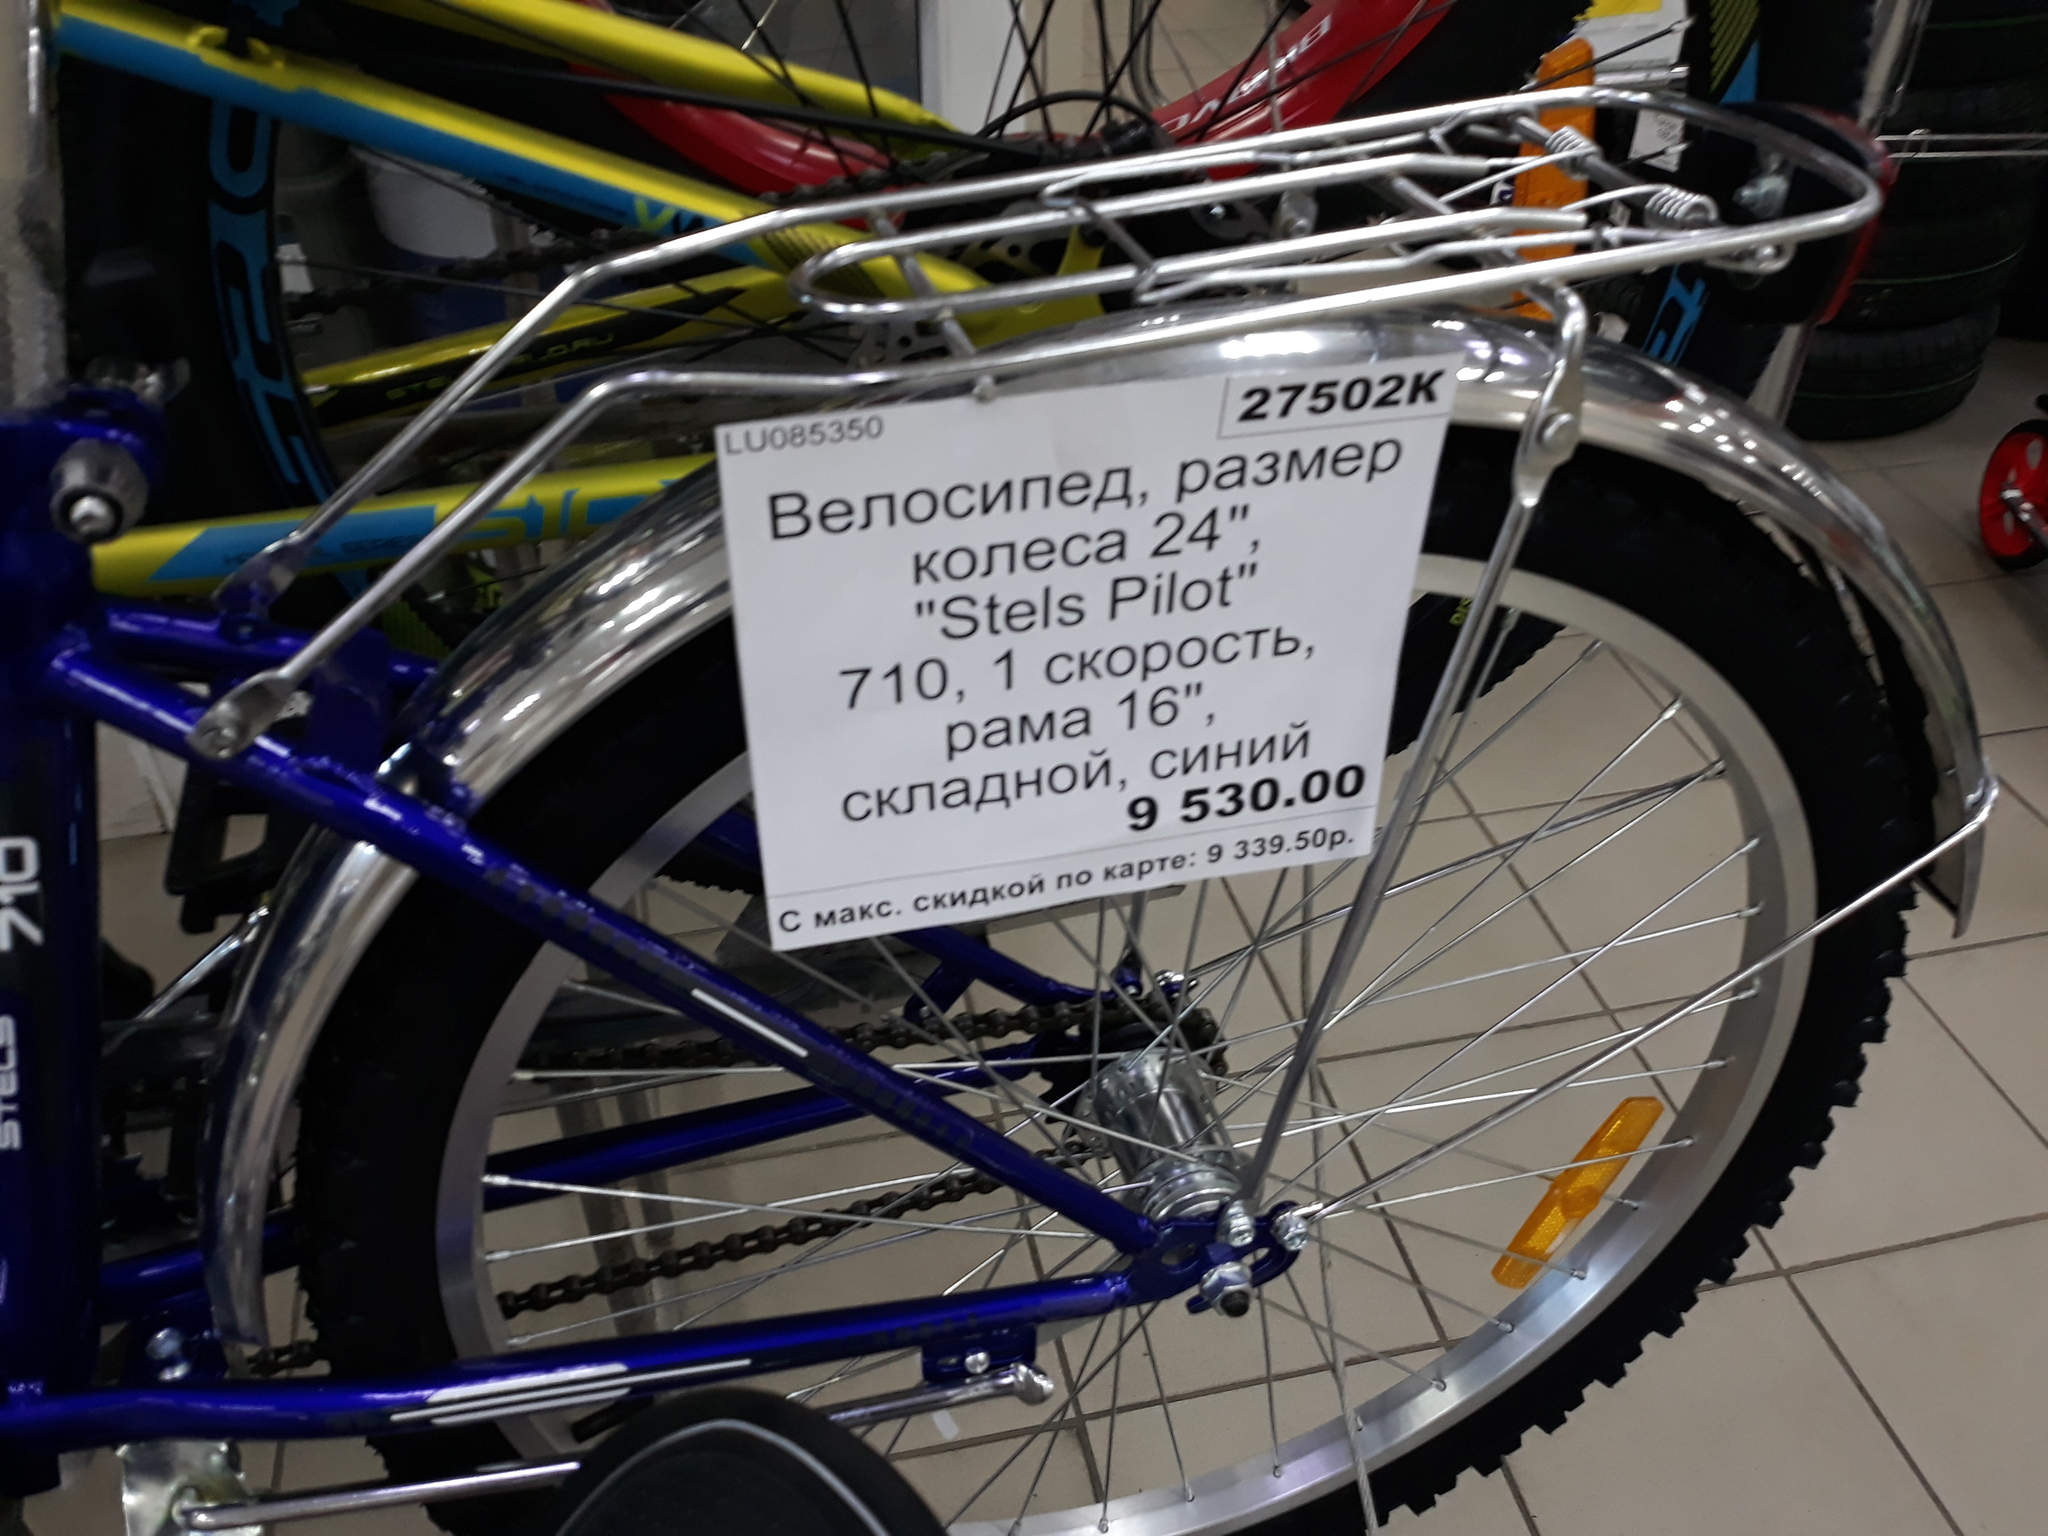 LU085350
27502К
Велосипед, размер
колеса 24",
"Stels Pilot"
710, 1 скорость,
рама 16",
складной, синий
9 530.00
С макс. скидкой по карте: 9 339.50р.
STELS 710